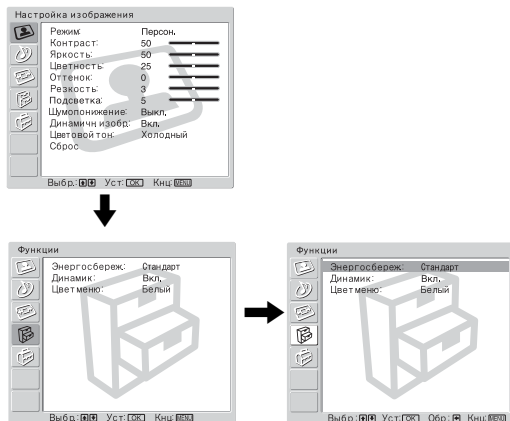 Настройка изображения
Режим: Персон.
Контраст: 50
Яркость: 50
Цветность: 25
Оттенок: 0
Резкость: 3
Подсветка: 5
Шумопонижение: Выкл.
Динамичн изобр: Вкл.
Цветовой тон: Холодный
Сброс
Выбр.: Уст: OK Кнц: MENU
Функции
Энергосбереж: Стандарт
Динамик: Вкл.
Цвет меню: Белый
Выбр.: Уст: OK Кнц: MENU
Функции
Энергосбереж: Стандарт
Динамик: Вкл.
Цвет меню: Белый
Выбр.: Уст: OK Обр.: Кнц: MENU